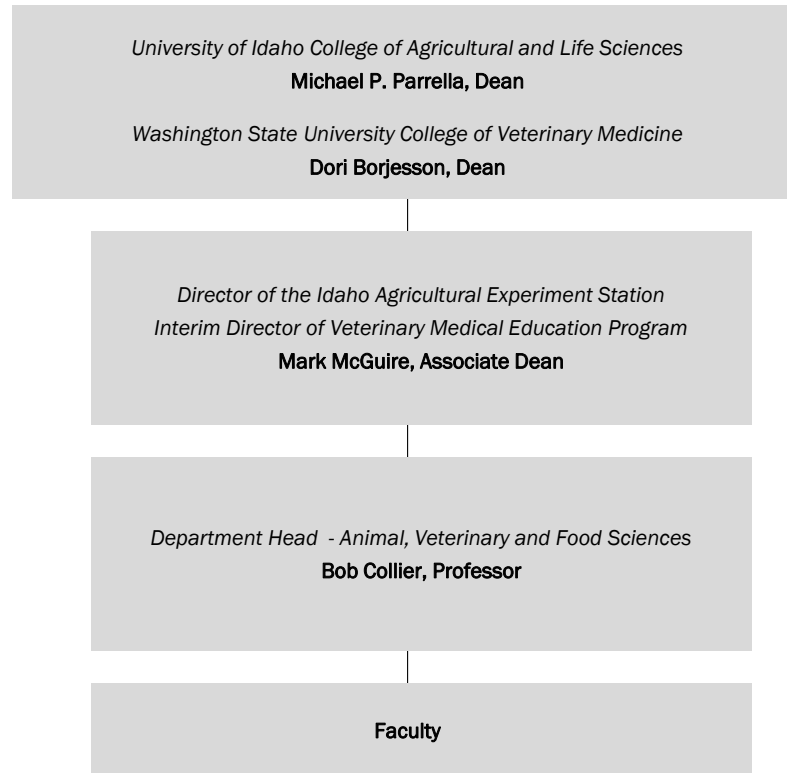 University of Idaho College of Agricultural and Life Sciences
Michael P. Parrella, Dean
Washington State University College of Veterinary Medicine
Dori Borjesson, Dean
Director of the Idaho Agricultural Experiment Station
Interim Director of Veterinary Medical Education Program
Mark McGuire, Associate Dean
Department Head - Animal, Veterinary and Food Sciences
Bob Collier, Professor
Faculty